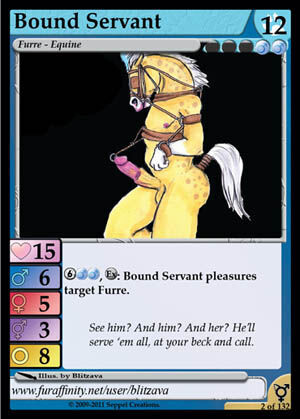 Bound Servant 12
Furre - Equine
15
6
5
3
8
6, : Bound Servant pleasures
target Furre.
See him? And him? And her? He'll
serve 'em all, at your beck and call.
Illus. by Blitzava
www.furaffinity.net/user/blitzava
© 2009-2011 Seppel Creations.
2 of 132